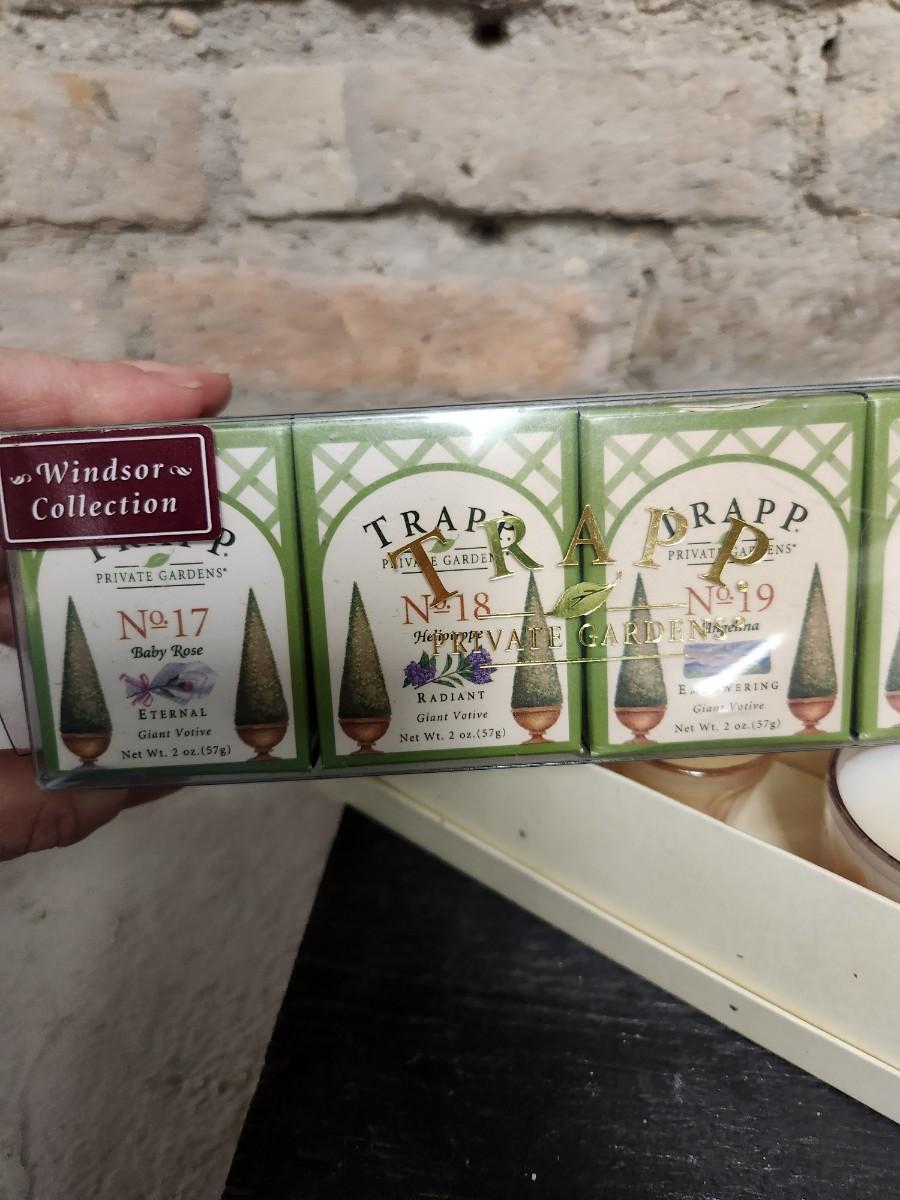 Windsor
Collection
TRAPP
PRIVATE GARDENS®
TRAPP
PRIVATE GARDENS®
No. 17
Baby Rose
ETERNAL
Giant Votive
Net Wt. 2 oz.(57g)
TRAPP
PRIVATE GARDENS
No. 18
Heliotrope
RADIANT
Giant Votive
Net Wt. 2 oz.(57g)
TRAPP
PRIVATE GARDENS®
No. 19
EMPOWERING
Giant Votive
Net Wt. 2 oz.(57g)